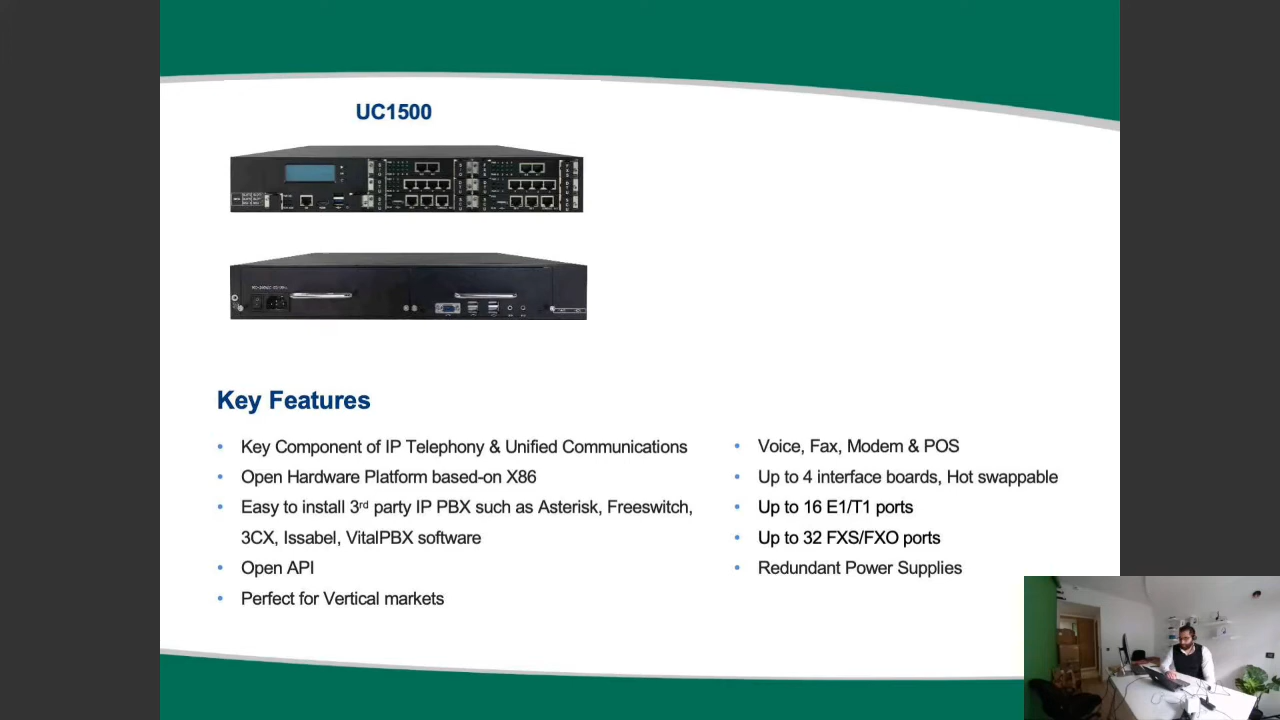 UC1500
Key Features
• Key Component of IP Telephony & Unified Communications
• Open Hardware Platform based-on X86
• Easy to install 3rd party IP PBX such as Asterisk, Freeswitch,
3CX, Issabel, VitalPBX software
• Open API
• Perfect for Vertical markets
• Voice, Fax, Modem & POS
• Up to 4 interface boards, Hot swappable
• Up to 16 E1/T1 ports
• Up to 32 FXS/FXO ports
• Redundant Power Supplies